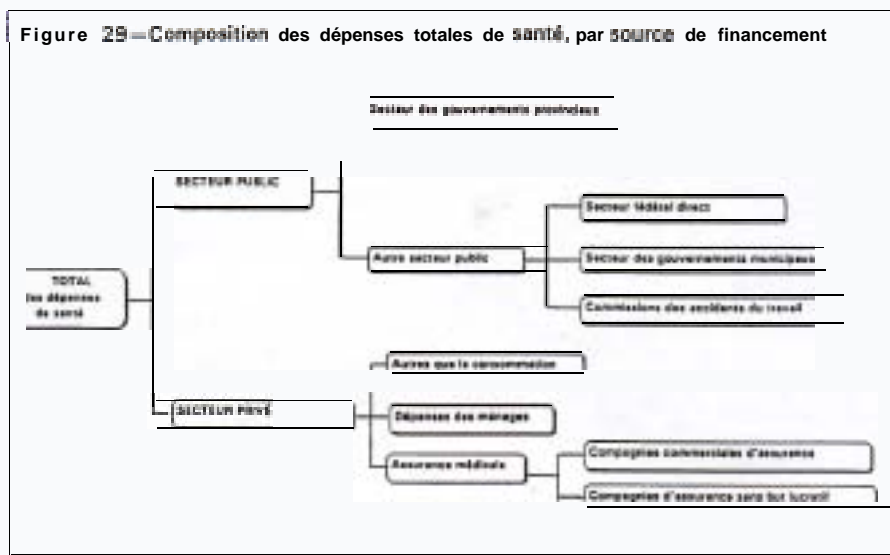 Figure 29—Composition des dépenses totales de santé, par source de financement
Secteur des gouvernements provinciaux
SECTEUR PUBLIC
Secteur fédéral direct
Autre secteur public
Secteur des gouvernements municipaux
TOTAL
des dépenses
de santé
Commissions des accidents du travail
Autres que la consommation
SECTEUR PRIVÉ
Dépenses des ménages
Assurance médicale
Compagnies commerciales d'assurance
Compagnies d'assurance sans but lucratif